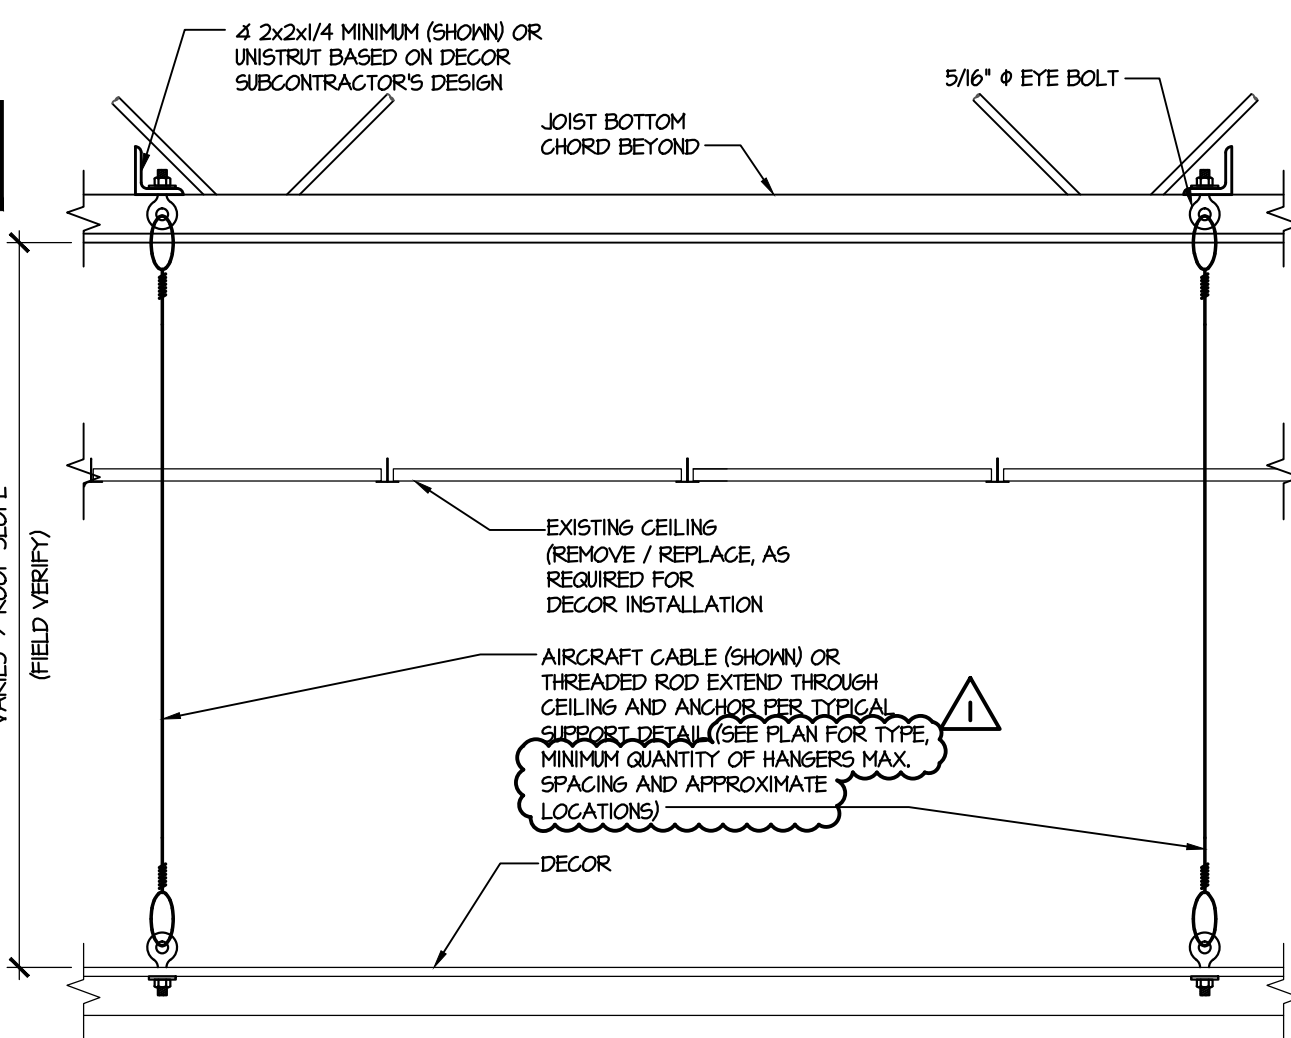 ∡ 2x2x1/4 MINIMUM (SHOWN) OR
UNISTRUT BASED ON DECOR
SUBCONTRACTOR'S DESIGN
5/16" Φ EYE BOLT
JOIST BOTTOM
CHORD BEYOND
(FIELD VERIFY)
EXISTING CEILING
(REMOVE / REPLACE, AS
REQUIRED FOR
DECOR INSTALLATION
AIRCRAFT CABLE (SHOWN) OR
THREADED ROD EXTEND THROUGH
CEILING AND ANCHOR PER TYPICAL
SUPPORT DETAIL (SEE PLAN FOR TYPE,
MINIMUM QUANTITY OF HANGERS MAX.
SPACING AND APPROXIMATE
LOCATIONS)
1
DECOR